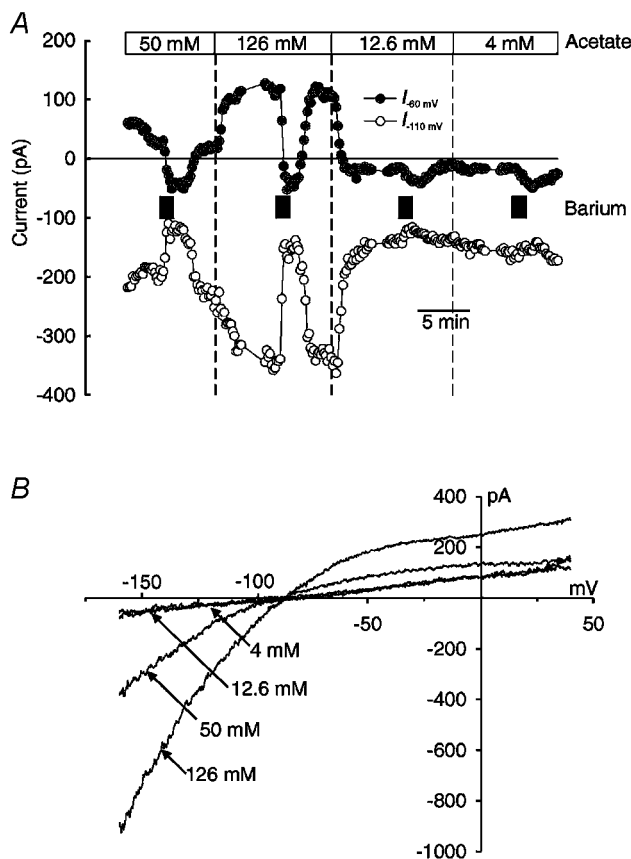 A
50 mM 126 mM 12.6 mM 4 mM Acetate
200
100
0
-100
-200
-300
-400
Current (pA)
I-60 mV
I-110 mV
Barium
5 min
B
400 pA
200
-150 -100 mV
-50 50
-200
-400
-600
-800
-1000
4 mM
12.6 mM
50 mM
126 mM